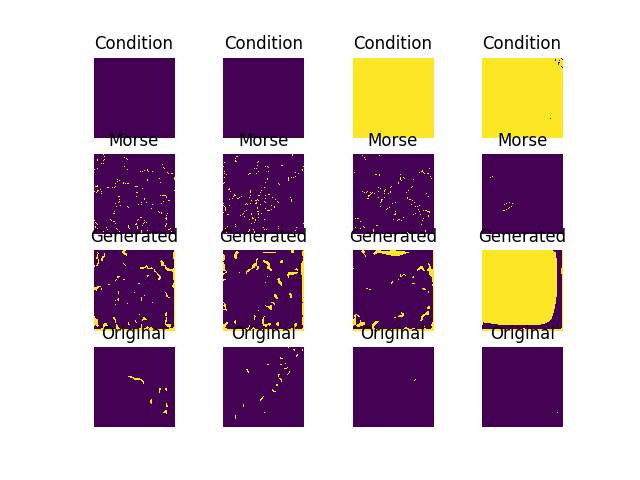 Condition Condition Condition Condition
Morse Morse Morse Morse
Generated Generated Generated Generated
Original Original Original Original